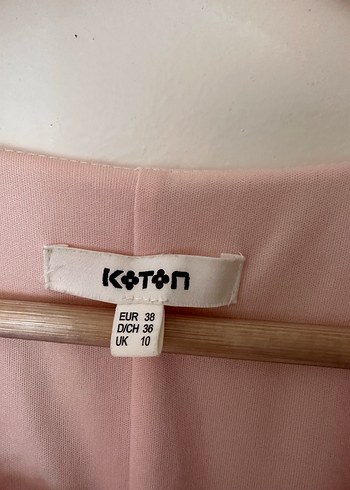 KOTON
EUR 38
D/CH 36
UK 10